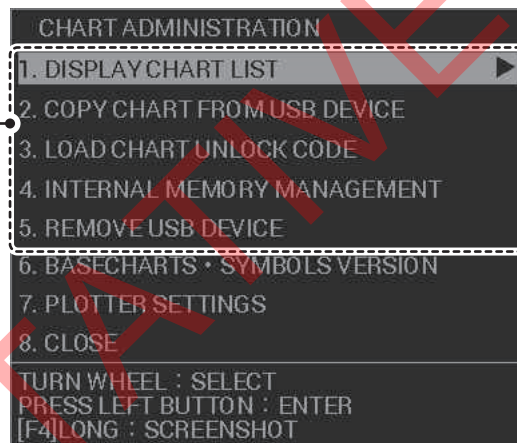 CHART ADMINISTRATION
1. DISPLAY CHART LIST
2. COPY CHART FROM USB DEVICE
3. LOAD CHART UNLOCK CODE
4. INTERNAL MEMORY MANAGEMENT
5. REMOVE USB DEVICE
6. BASECHARTS・SYMBOLS VERSION
7. PLOTTER SETTINGS
8. CLOSE
TURN WHEEL : SELECT
PRESS LEFT BUTTON : ENTER
[F4]LONG : SCREENSHOT
ATIVE